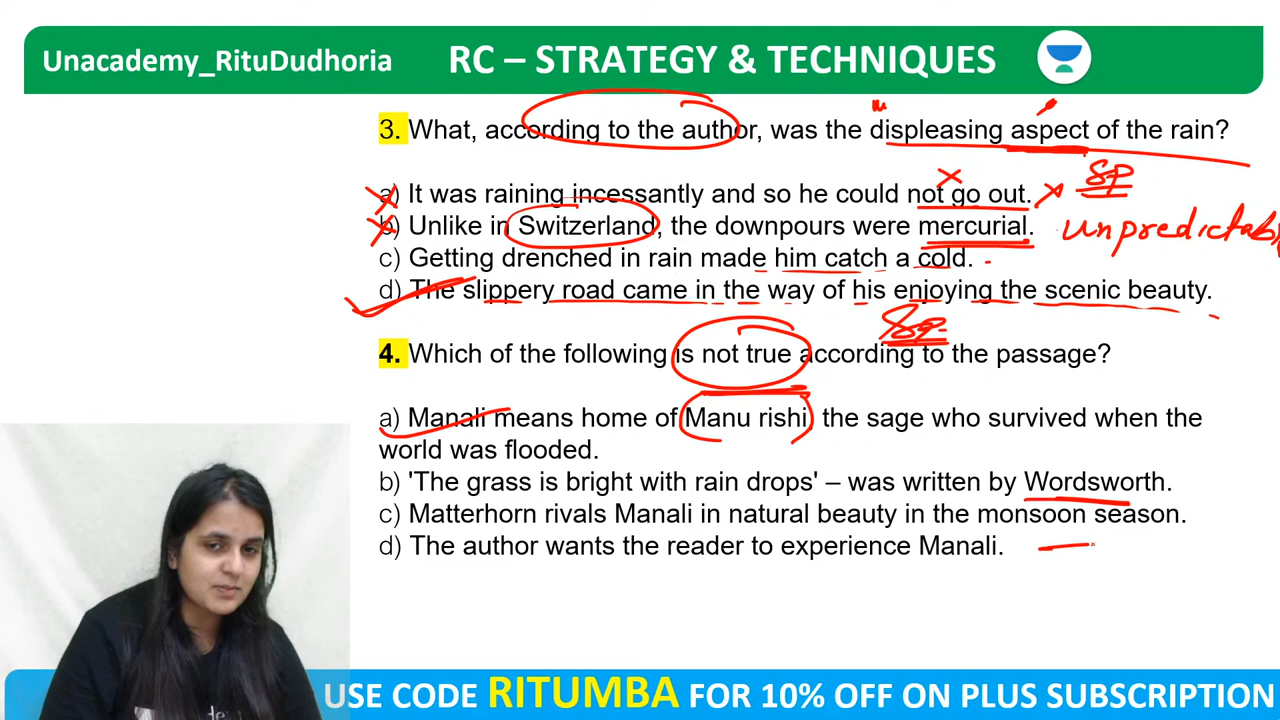 Unacademy_RituDudhoria
RC – STRATEGY & TECHNIQUES
3. What, according to the author, was the displeasing aspect of the rain?
a) It was raining incessantly and so he could not go out.
b) Unlike in Switzerland, the downpours were mercurial.
unpredictab
c) Getting drenched in rain made him catch a cold.
d) The slippery road came in the way of his enjoying the scenic beauty.
4. Which of the following is not true according to the passage?
a) Manali means home of Manu rishi, the sage who survived when the
world was flooded.
b) 'The grass is bright with rain drops' – was written by Wordsworth.
c) Matterhorn rivals Manali in natural beauty in the monsoon season.
d) The author wants the reader to experience Manali.
USE CODE RITUMBA FOR 10% OFF ON PLUS SUBSCRIPTION